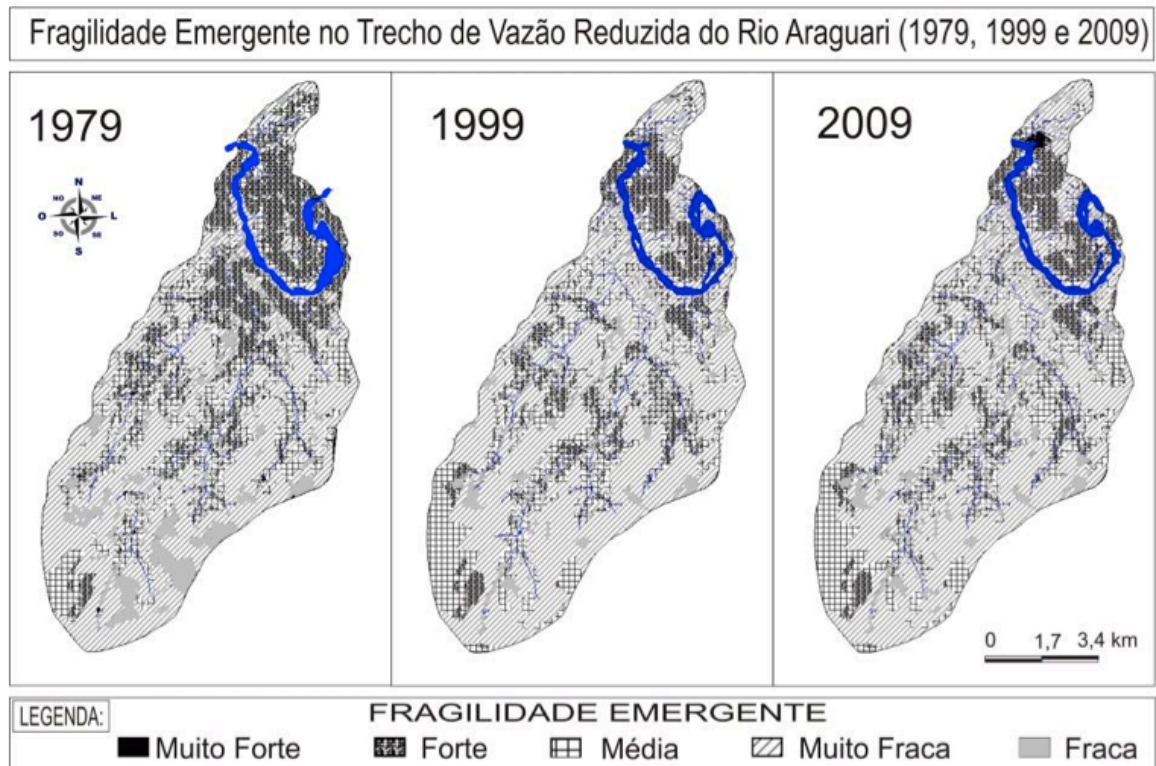 Fragilidade Emergente no Trecho de Vazão Reduzida do Rio Araguari (1979, 1999 e 2009)
1979
1999
2009
N
NO
NE
O
L
SO
SE
S
0 1,7 3,4 km
LEGENDA:
FRAGILIDADE EMERGENTE
Muito Forte Forte Média Muito Fraca Fraca